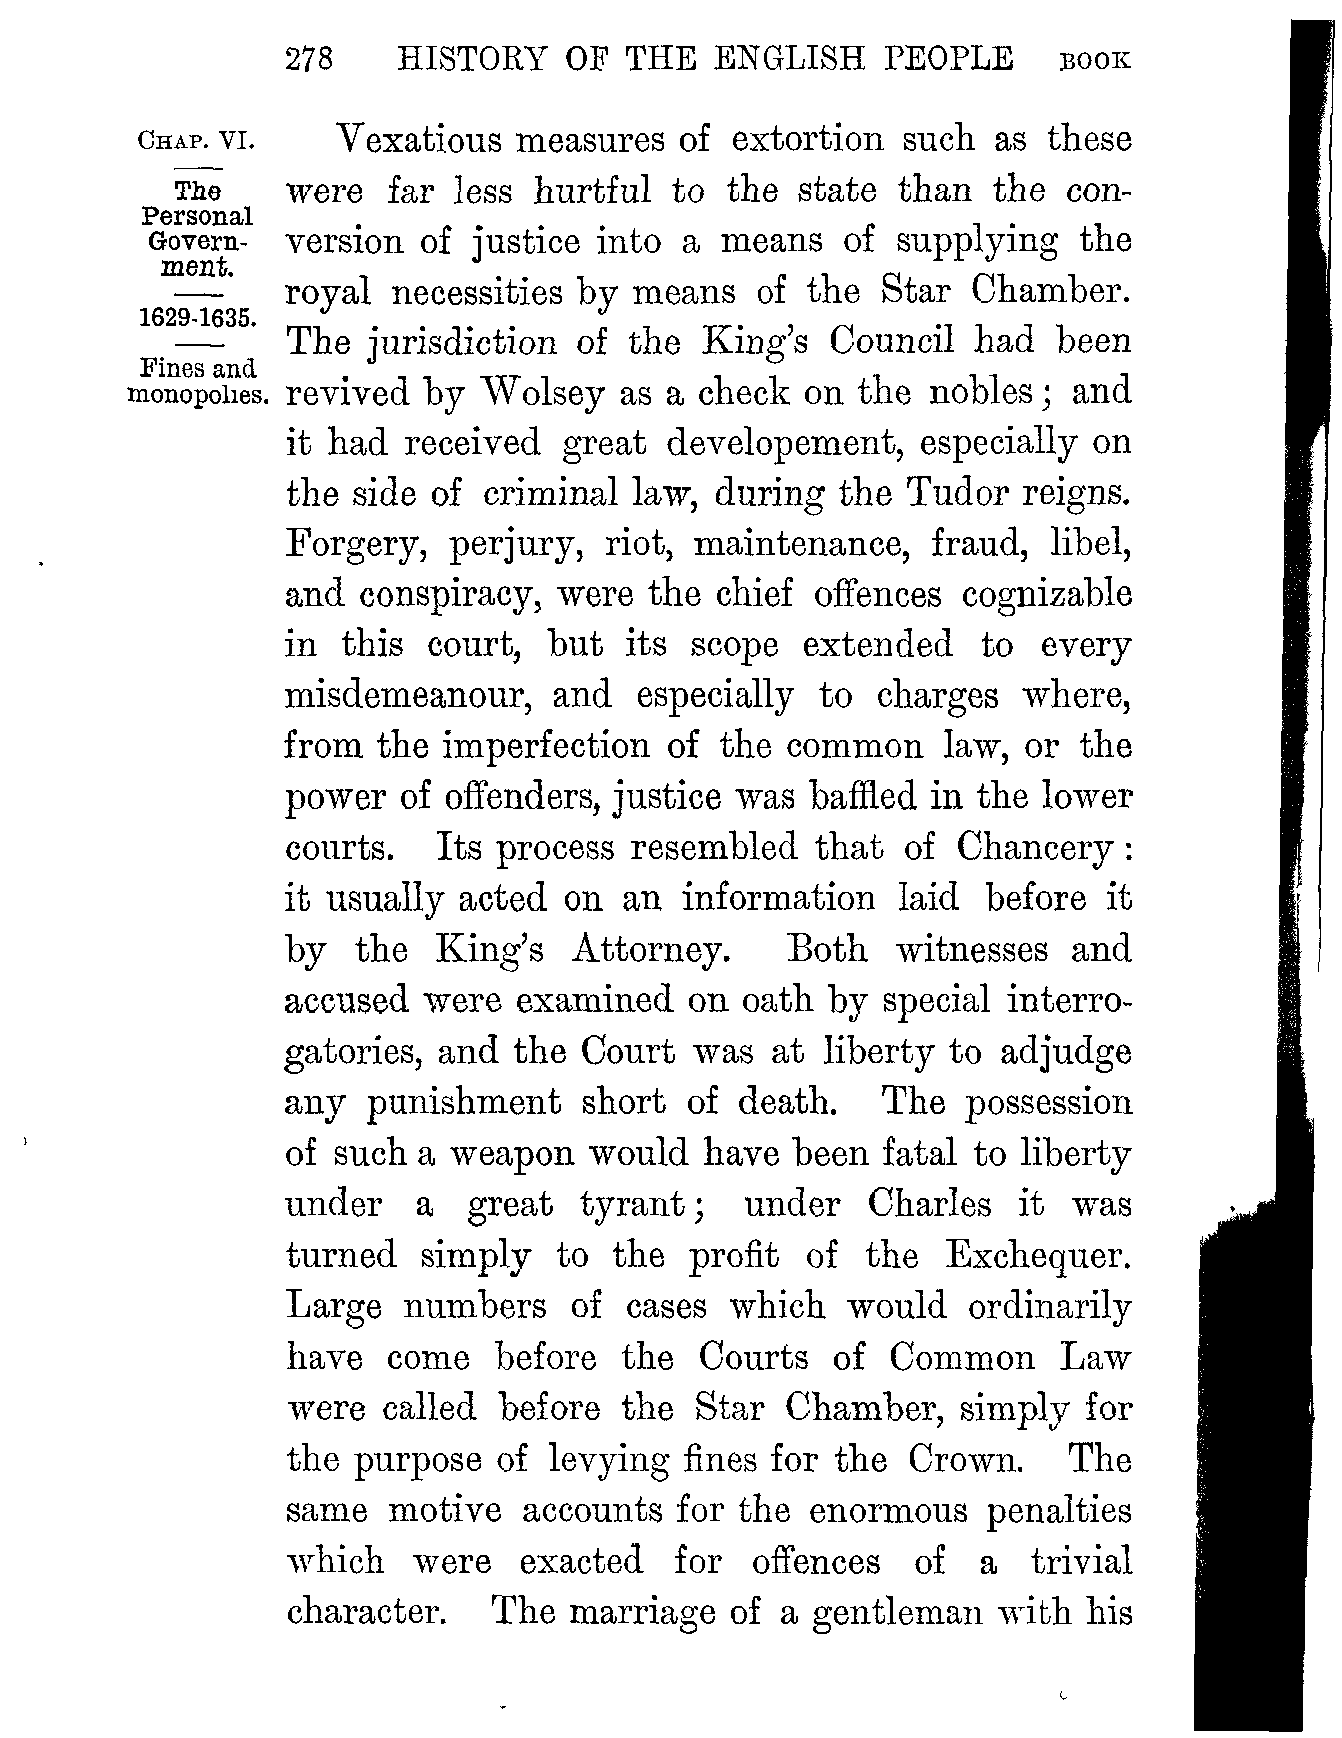 278 HISTORY OF THE ENGLISH PEOPLE BOOK
CHAP. VI.
The
Personal
Govern-
ment.
1629-1635.
Fines and
monopolies.
Vexatious measures of extortion such as these
were far less hurtful to the state than the con-
version of justice into a means of supplying the
royal necessities by means of the Star Chamber.
The jurisdiction of the King's Council had been
revived by Wolsey as a check on the nobles; and
it had received great developement, especially on
the side of criminal law, during the Tudor reigns.
Forgery, perjury, riot, maintenance, fraud, libel,
and conspiracy, were the chief offences cognizable
in this court, but its scope extended to every
misdemeanour, and especially to charges where,
from the imperfection of the common law, or the
power of offenders, justice was baffled in the lower
courts. Its process resembled that of Chancery:
it usually acted on an information laid before it
by the King's Attorney. Both witnesses and
accused were examined on oath by special interro-
gatories, and the Court was at liberty to adjudge
any punishment short of death. The possession
of such a weapon would have been fatal to liberty
under a great tyrant; under Charles it was
turned simply to the profit of the Exchequer.
Large numbers of cases which would ordinarily
have come before the Courts of Common Law
were called before the Star Chamber, simply for
the purpose of levying fines for the Crown. The
same motive accounts for the enormous penalties
which were exacted for offences of a trivial
character. The marriage of a gentleman with his